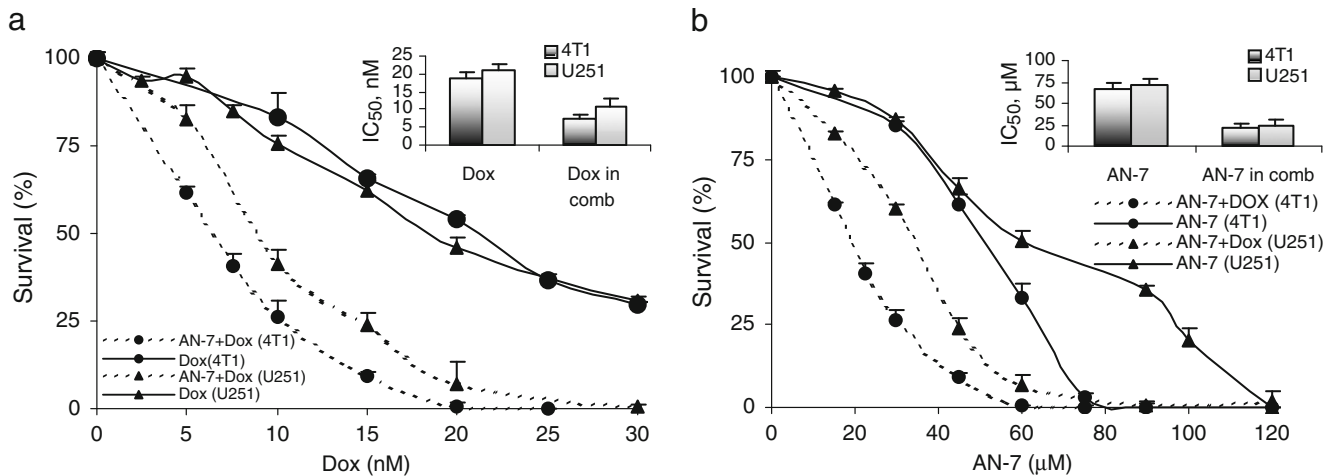 a
Survival (%)
100
75
50
25
0
0 5 10 15 20 25 30
Dox (nM)
AN-7+Dox (4T1)
Dox(4T1)
AN-7+Dox (U251)
Dox (U251)
IC50, nM
25
20
15
10
5
0
4T1
U251
Dox
Dox in
comb
b
Survival (%)
100
75
50
25
0
0 20 40 60 80 100 120
AN-7 (μM)
IC50, μM
100
75
50
25
4T1
U251
AN-7
AN-7 in comb
AN-7+DOX (4T1)
AN-7 (4T1)
AN-7+Dox (U251)
AN-7 (U251)